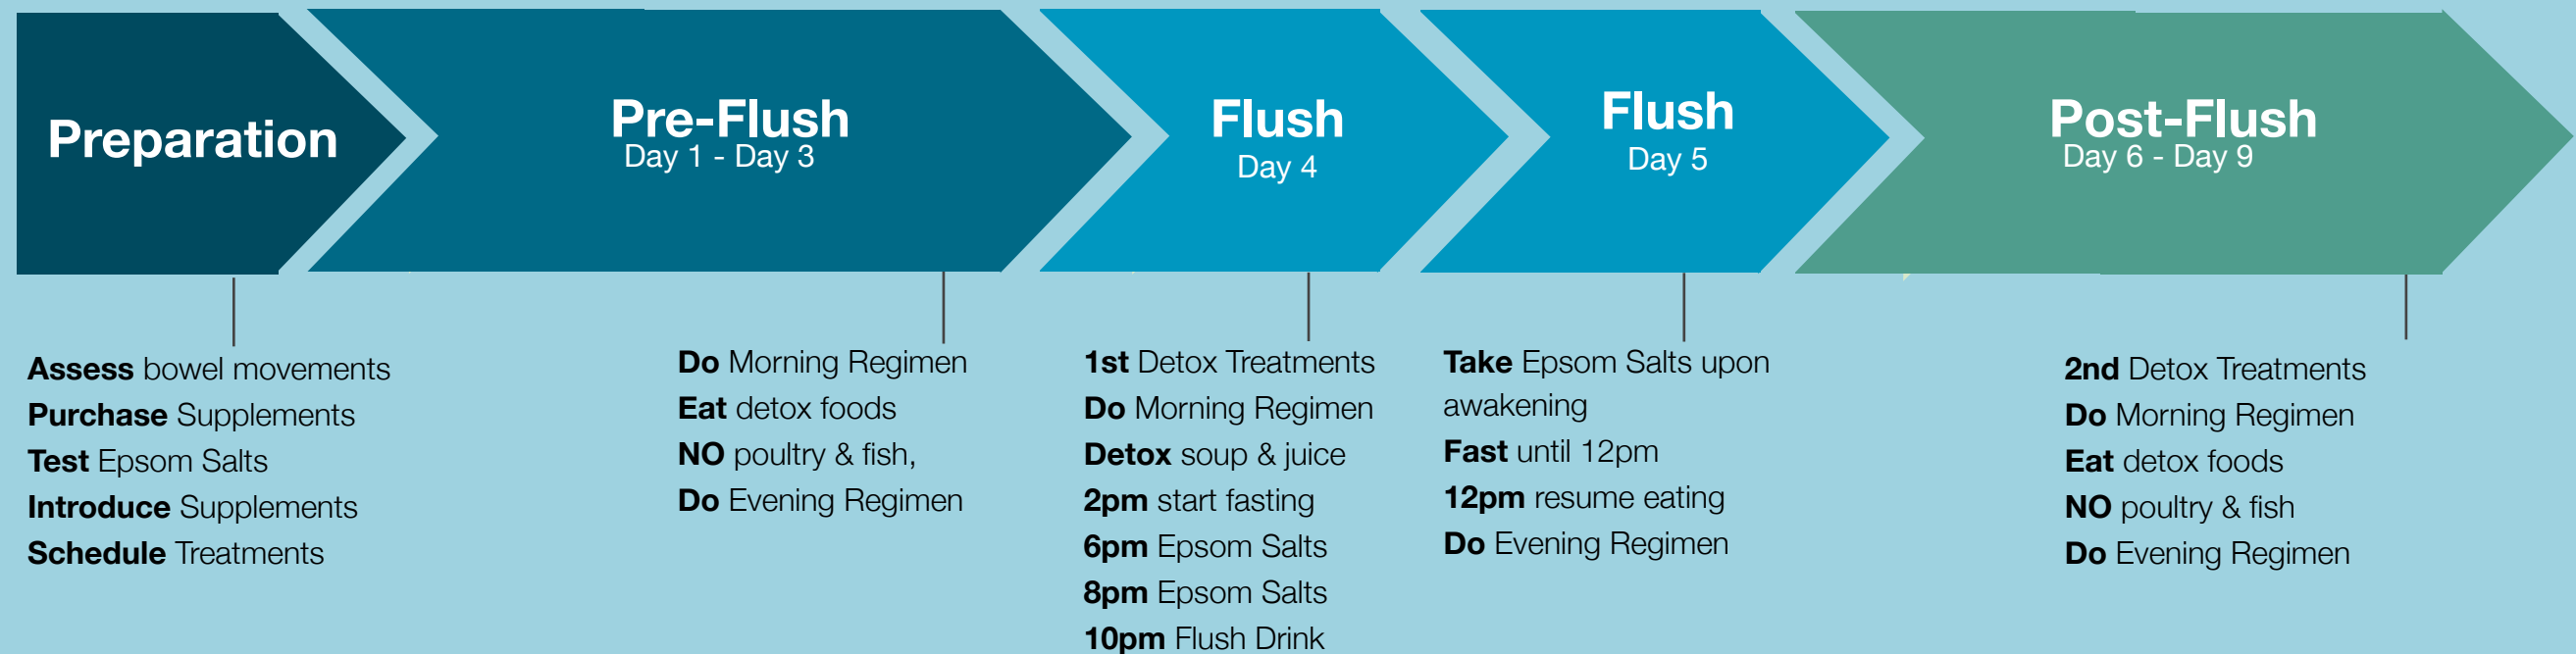 Preparation
Pre-Flush
Day 1 - Day 3
Flush
Day 4
Flush
Day 5
Post-Flush
Day 6 - Day 9
Assess bowel movements
Purchase Supplements
Test Epsom Salts
Introduce Supplements
Schedule Treatments
Do Morning Regimen
Eat detox foods
NO poultry & fish,
Do Evening Regimen
1st Detox Treatments
Do Morning Regimen
Detox soup & juice
2pm start fasting
6pm Epsom Salts
8pm Epsom Salts
10pm Flush Drink
Take Epsom Salts upon
awakening
Fast until 12pm
12pm resume eating
Do Evening Regimen
2nd Detox Treatments
Do Morning Regimen
Eat detox foods
NO poultry & fish
Do Evening Regimen